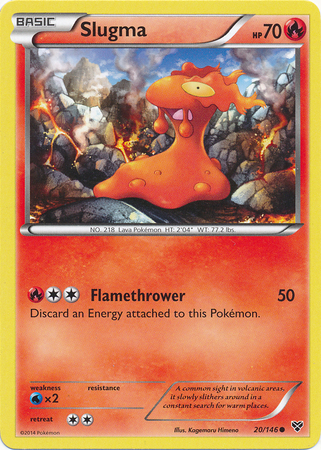 BASIC
Slugma
HP 70
NO. 218 Lava Pokémon. HT: 2'04" WT: 77.2 lbs.
Flamethrower 50
Discard an Energy attached to this Pokémon.
weakness resistance
×2
retreat
A common sight in volcanic areas,
it slowly slithers around in a
constant search for warm places.
Illus. Kagemaru Himeno
20/146
©2014 Pokémon
XY